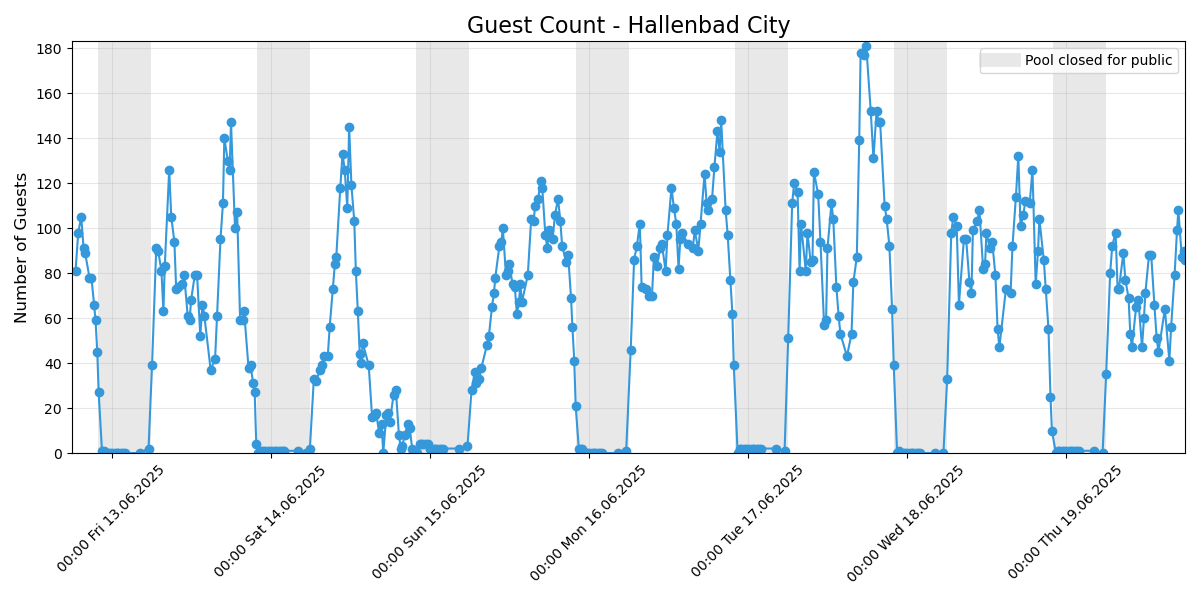 Guest Count - Hallenbad City
Pool closed for public
Number of Guests
180
160
140
120
100
80
60
40
20
0
00:00 Fri 13.06.2025
00:00 Sat 14.06.2025
00:00 Sun 15.06.2025
00:00 Mon 16.06.2025
00:00 Tue 17.06.2025
00:00 Wed 18.06.2025
00:00 Thu 19.06.2025